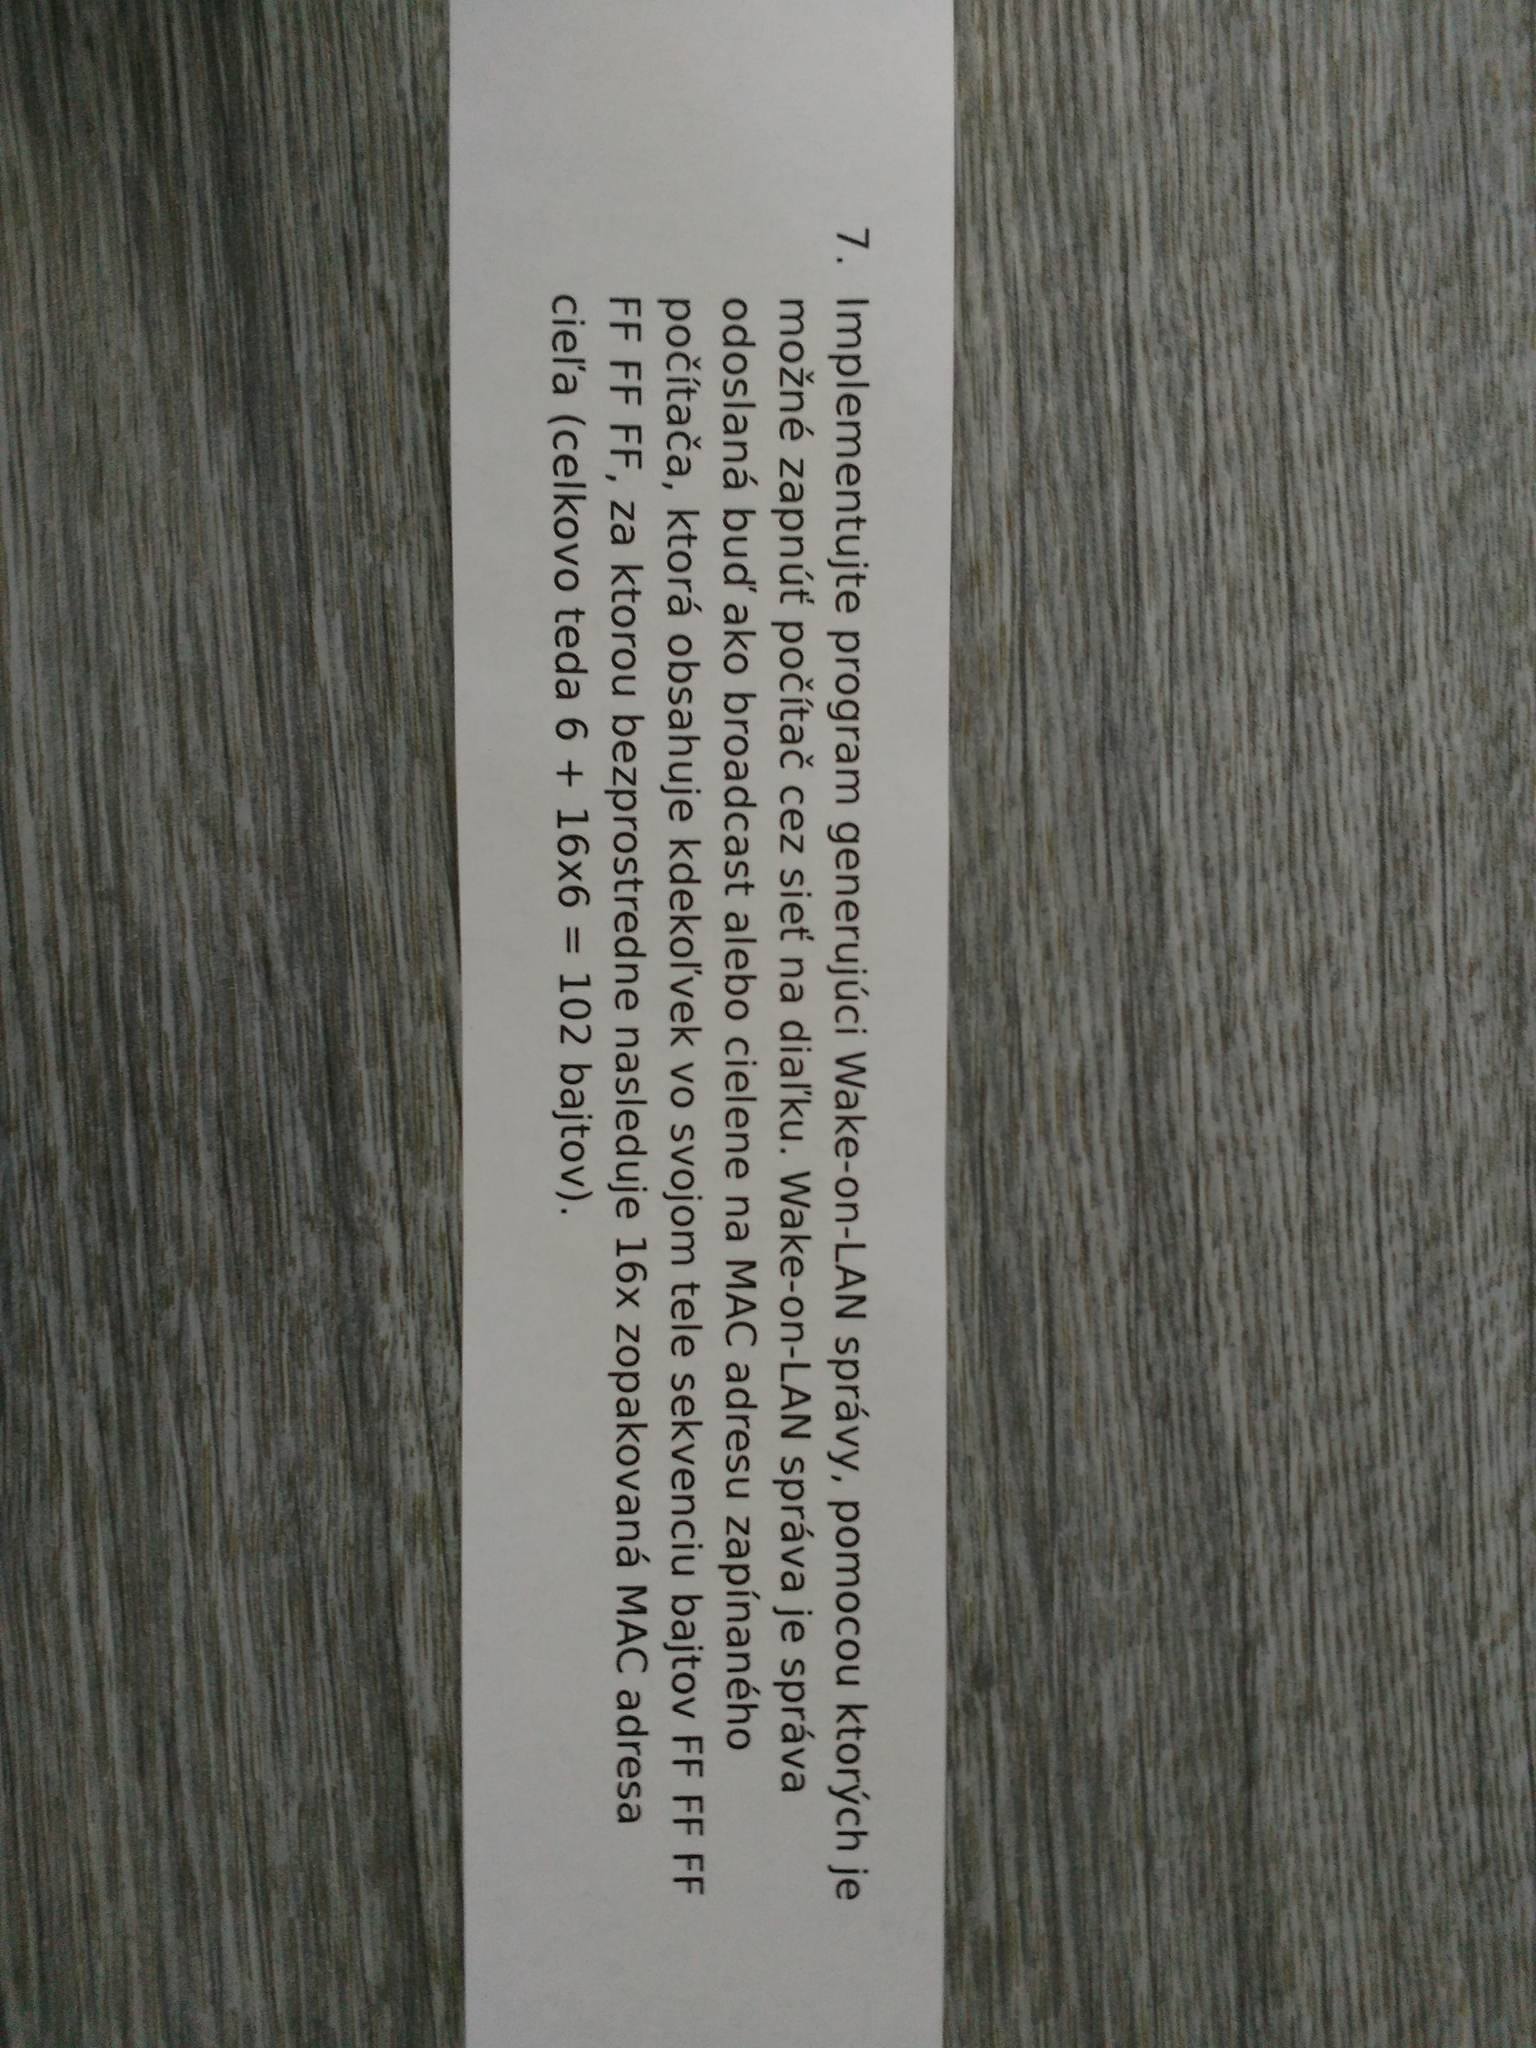 7. Implementujte program generujúci Wake-on-LAN správy, pomocou ktorých je
možné zapnúť počítač cez sieť na diaľku. Wake-on-LAN správa je správa
odoslaná buď ako broadcast alebo cielene na MAC adresu zapínaného
počítača, ktorá obsahuje kdekoľvek vo svojom tele sekvenciu bajtov FF FF FF
FF FF FF, za ktorou bezprostredne nasleduje 16x zopakovaná MAC adresa
cieľa (celkovo teda 6 + 16x6 = 102 bajtov).